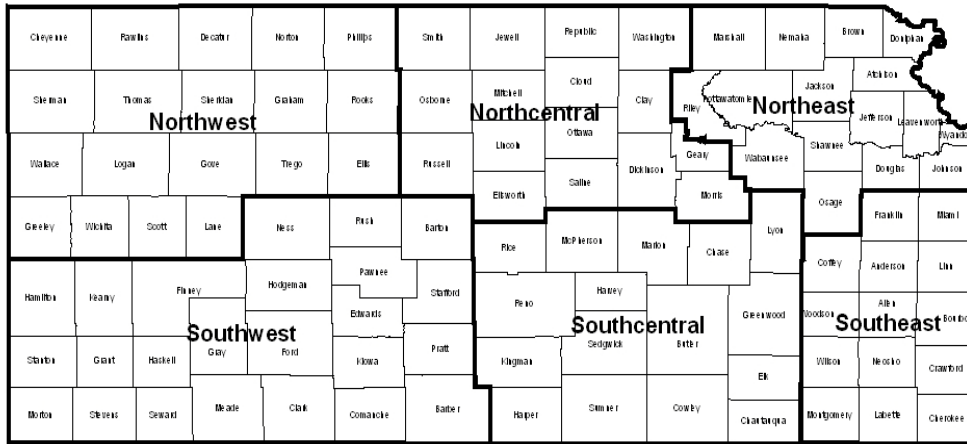 Cheyenne Rawlins Decatur Norton Phillips Smith Jewell Republic Washington Marshall Nemaha Brown Doniphan
Sherman Thomas Sheridan Graham Rooks Osborne Mitchell Cloud Clay Riley Pottawatomie Jackson Atchison
Northwest Northcentral Northeast
Jefferson Leavenworth Wyando
Wallace Logan Gove Trego Ellis Russell Lincoln Ottawa Dickinson Geary Wabaunsee Shawnee Douglas Johnson
Greeley Wichita Scott Lane Ness Rush Barton Ellsworth Saline Morris Osage Franklin Miami
Rice McPherson Marion Chase Lyon Coffey Anderson Linn
Hamilton Kearny Finney Hodgeman Pawnee Stafford Reno Harvey
Edwards Greenwood Woodson Allen Bourbo
Southwest Southcentral Southeast
Stanton Grant Haskell Gray Ford Kiowa Pratt Kingman Sedgwick Butler Elk Wilson Neosho Crawford
Morton Stevens Seward Meade Clark Comanche Barber Harper Sumner Cowley Chautauqua Montgomery Labette Cherokee